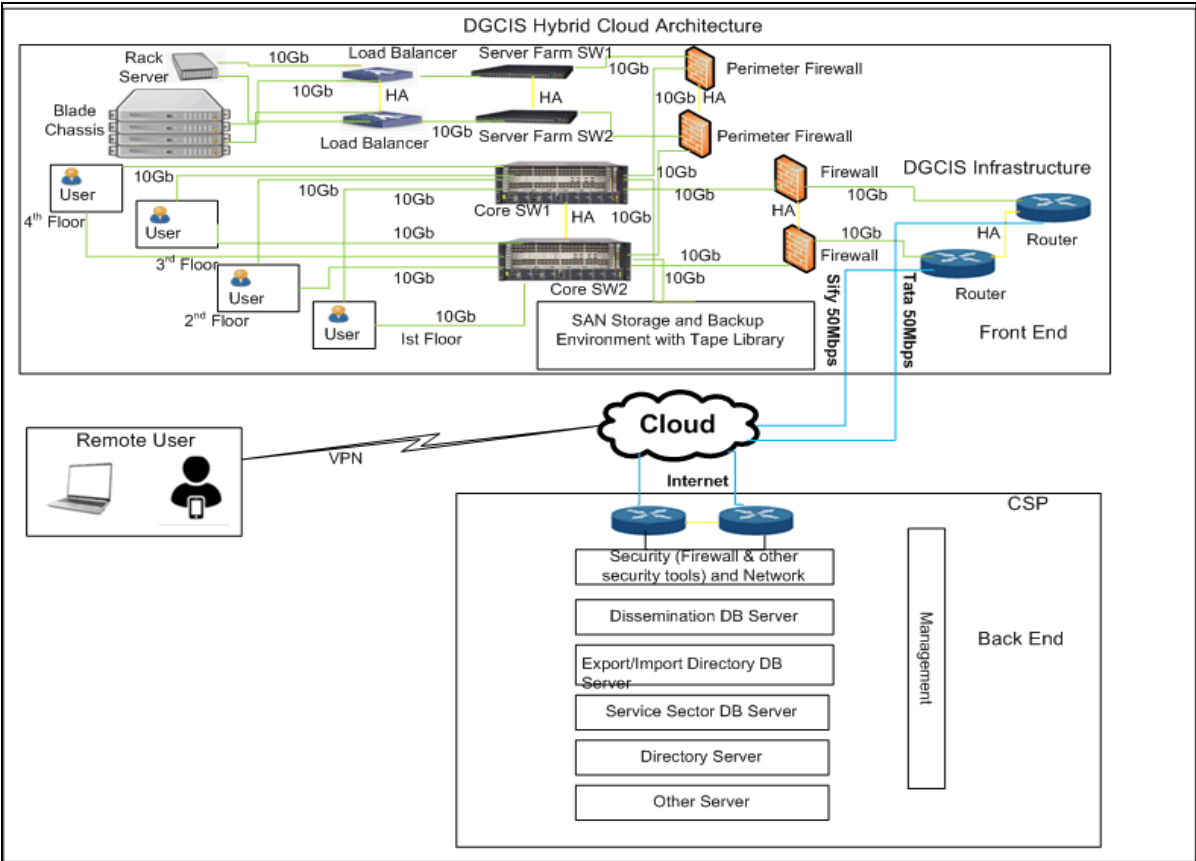 DGCIS Hybrid Cloud Architecture
Rack
Server
10Gb
Load Balancer
Server Farm SW1
10Gb
Perimeter Firewall
10Gb
HA
HA
10Gb
HA
Blade
Chassis
Load Balancer
10Gb
Server Farm SW2
Perimeter Firewall
User
4th Floor
10Gb
10Gb
10Gb
10Gb
10Gb
Firewall
10Gb
DGCIS Infrastructure
User
3rd Floor
10Gb
Core SW1
HA
10Gb
HA
10Gb
HA
Router
User
2nd Floor
10Gb
Core SW2
10Gb
10Gb
Firewall
Router
User
Ist Floor
10Gb
SAN Storage and Backup
Environment with Tape Library
Sify 50Mbps
Tata 50Mbps
Front End
Remote User
VPN
Cloud
Internet
CSP
Security (Firewall & other
security tools) and Network
Dissemination DB Server
Export/Import Directory DB
Server
Service Sector DB Server
Directory Server
Other Server
Management
Back End